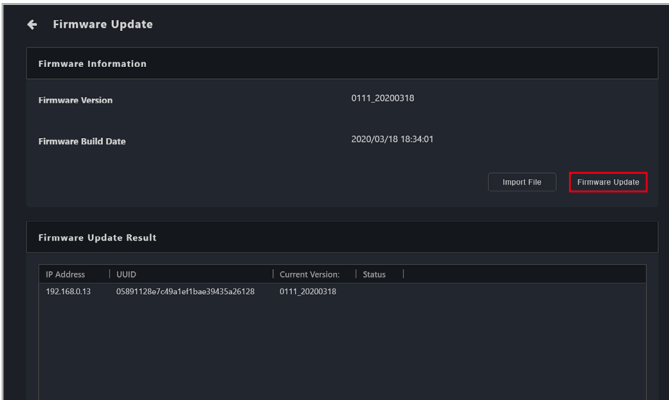 Firmware Update
Firmware Information
Firmware Version 0111_20200318
Firmware Build Date 2020/03/18 18:34:01
Import File Firmware Update
Firmware Update Result
IP Address UUID Current Version: Status
192.168.0.13 05891128e7c49a1ef1bae39435a26128 0111_20200318